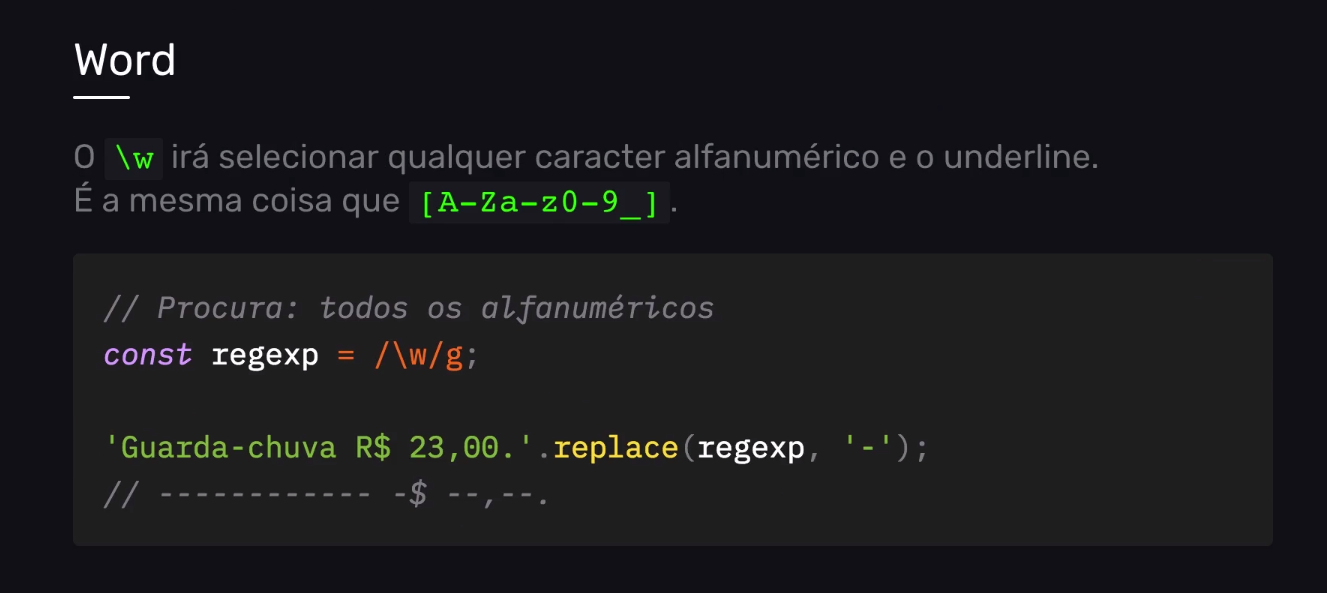 Word
O \w irá selecionar qualquer caracter alfanumérico e o underline.
É a mesma coisa que [A-Za-z0-9_].
// Procura: todos os alfanuméricos
const regexp = /\w/g;
'Guarda-chuva R$ 23,00.'.replace(regexp, '-');
// ------------ -$ --,--.